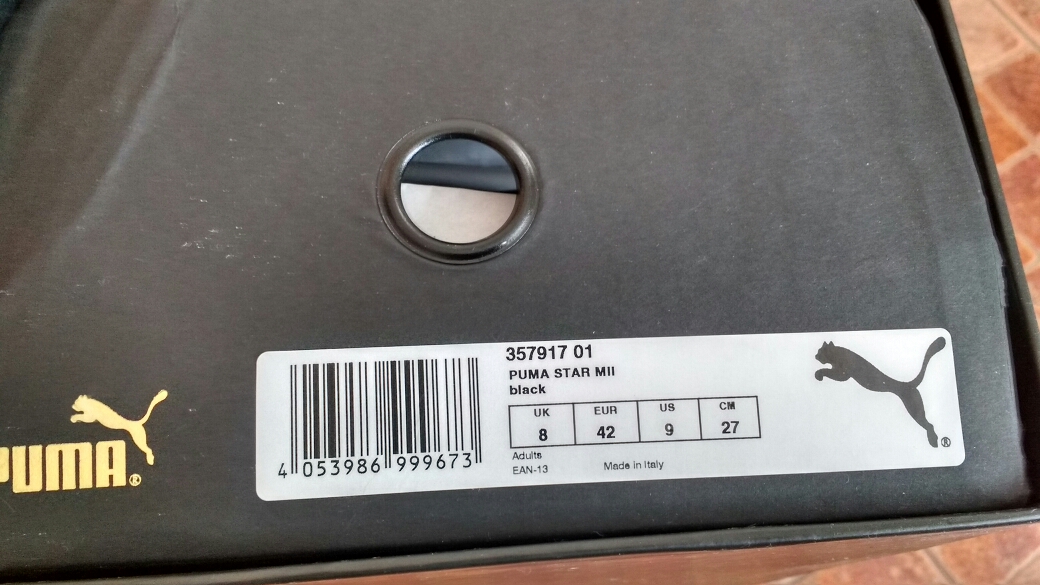 357917 01
PUMA STAR MII
black
UK EUR US CM
8 42 9 27
Adults
EAN-13 Made in Italy
4 053986 999673
®
PUMA®